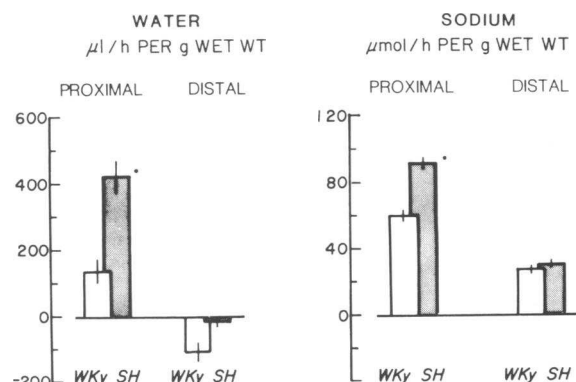 WATER
µl/h PER g WET WT
PROXIMAL DISTAL
600
400
200
0
-200
WKy SH WKy SH
SODIUM
µmol/h PER g WET WT
PROXIMAL DISTAL
120
80
40
0
WKy SH WKy SH